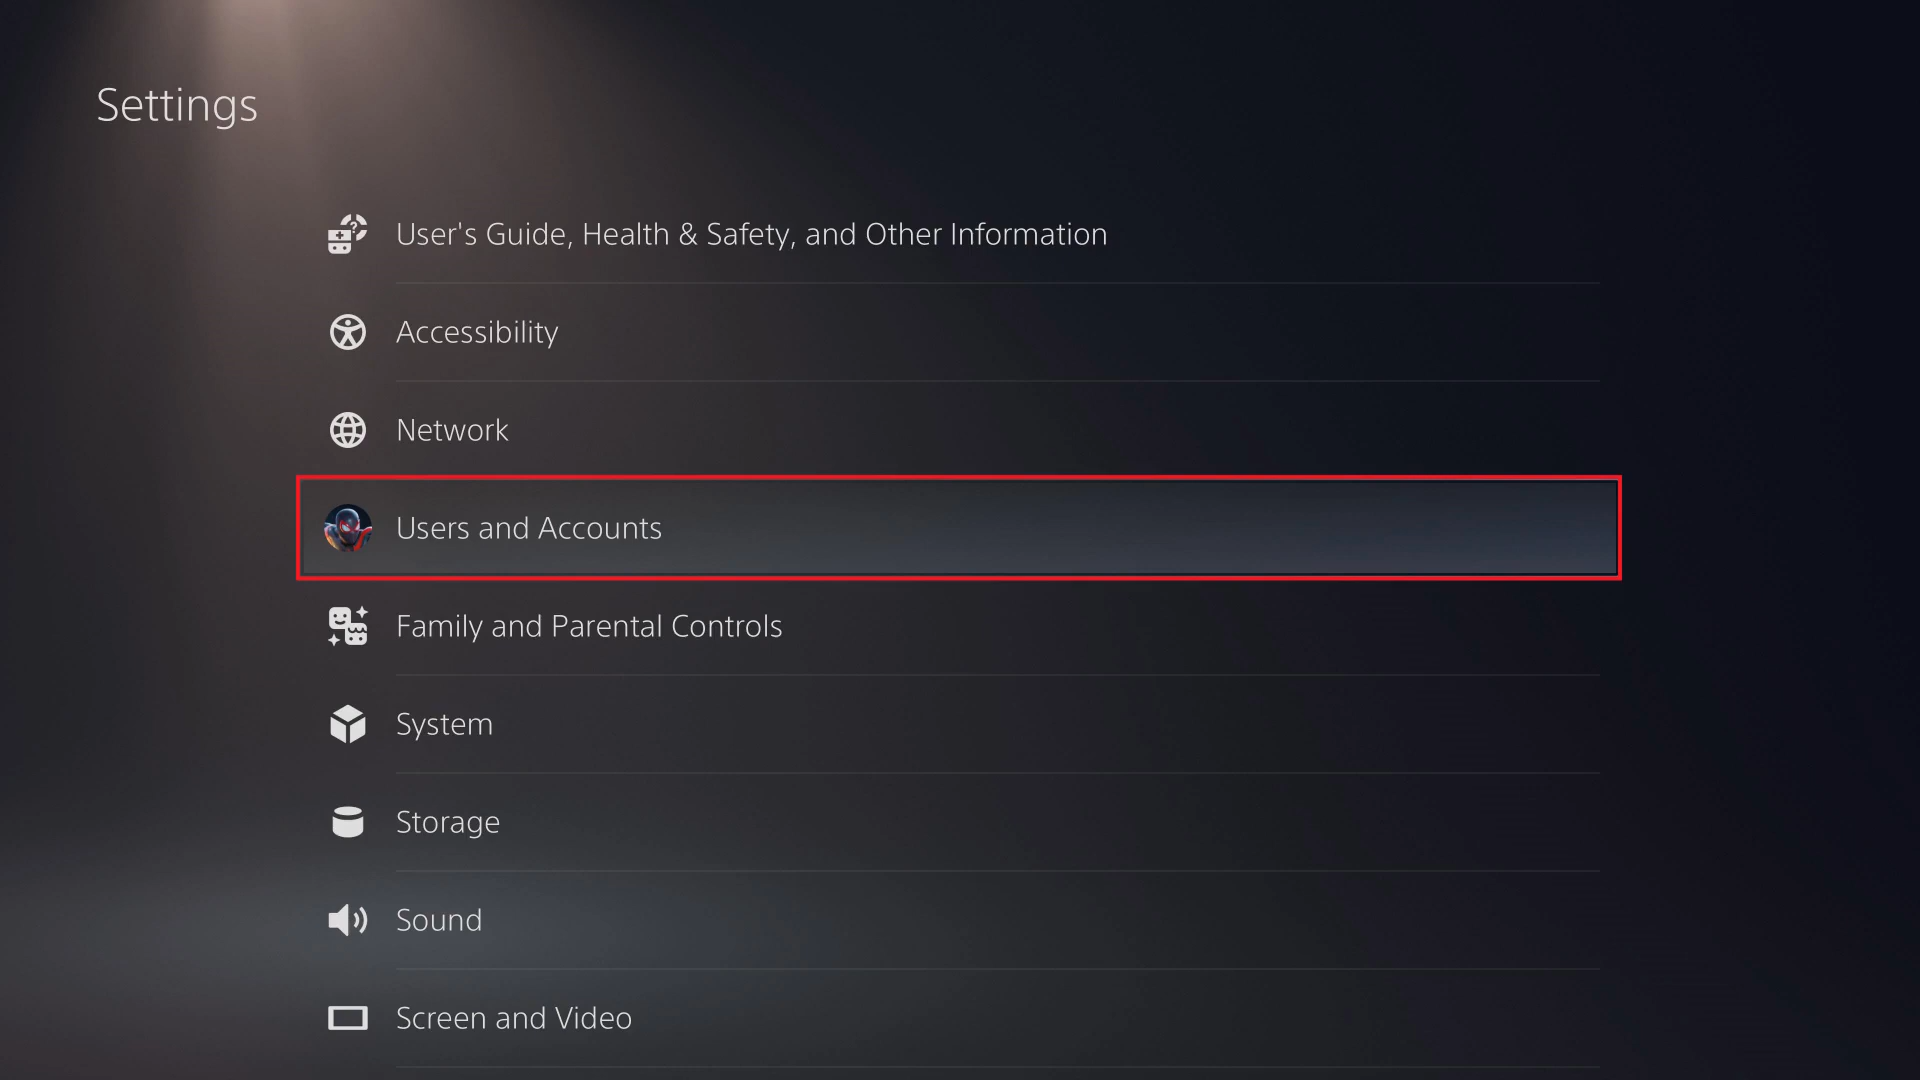 Settings
User's Guide, Health & Safety, and Other Information
Accessibility
Network
Users and Accounts
Family and Parental Controls
System
Storage
Sound
Screen and Video